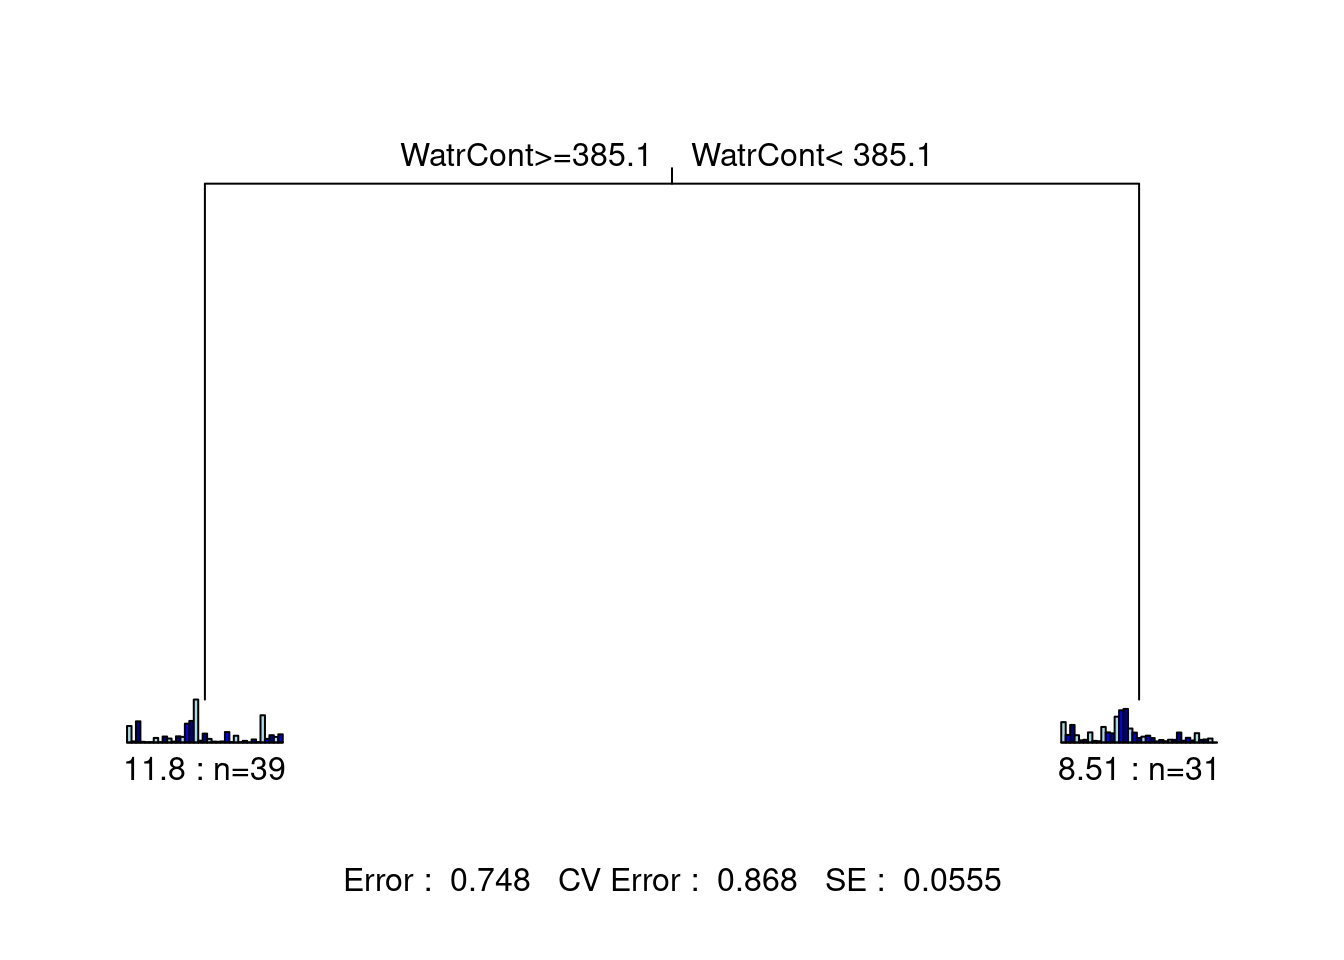 WatrCont>=385.1 WatrCont< 385.1
11.8 : n=39 8.51 : n=31
Error : 0.748 CV Error : 0.868 SE : 0.0555